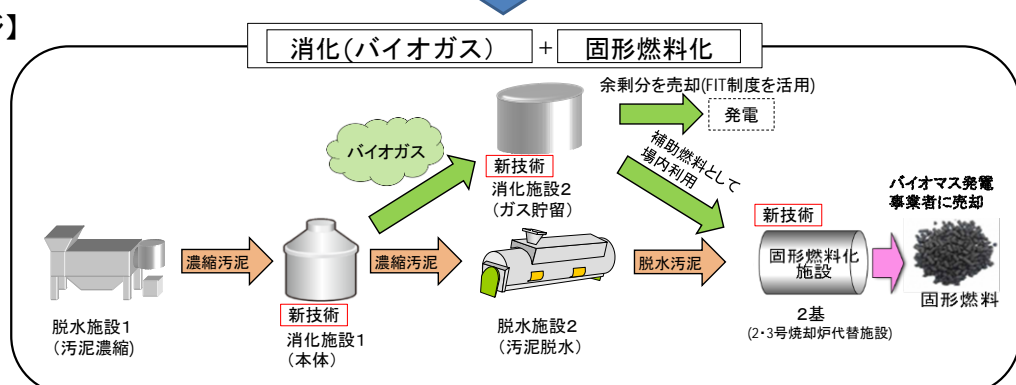 】
消化(バイオガス)
+
固形燃料化
余剰分を売却(FIT制度を活用)
発電
バイオガス
補助燃料として
場内利用
新技術
消化施設2
(ガス貯留)
バイオマス発電
事業者に売却
新技術
固形燃料化
施設
固形燃料
濃縮汚泥
濃縮汚泥
脱水汚泥
2基
(2・3号焼却炉代替施設)
新技術
脱水施設1
(汚泥濃縮)
消化施設1
(本体)
脱水施設2
(汚泥脱水)